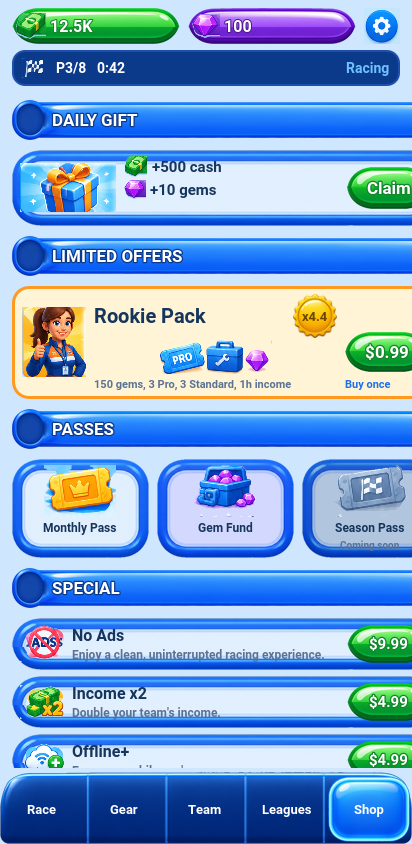 12.5K
100
P3/8 0:42 Racing
DAILY GIFT
+500 cash
+10 gems
Claim
LIMITED OFFERS
Rookie Pack
x4.4
PRO
$0.99
150 gems, 3 Pro, 3 Standard, 1h income
Buy once
PASSES
Monthly Pass
Gem Fund
Season Pass
Coming soon
SPECIAL
ADS
No Ads
$9.99
Enjoy a clean, uninterrupted racing experience.
x2
Income x2
$4.99
Double your team's income.
Offline+
$4.99
Race
Gear
Team
Leagues
Shop